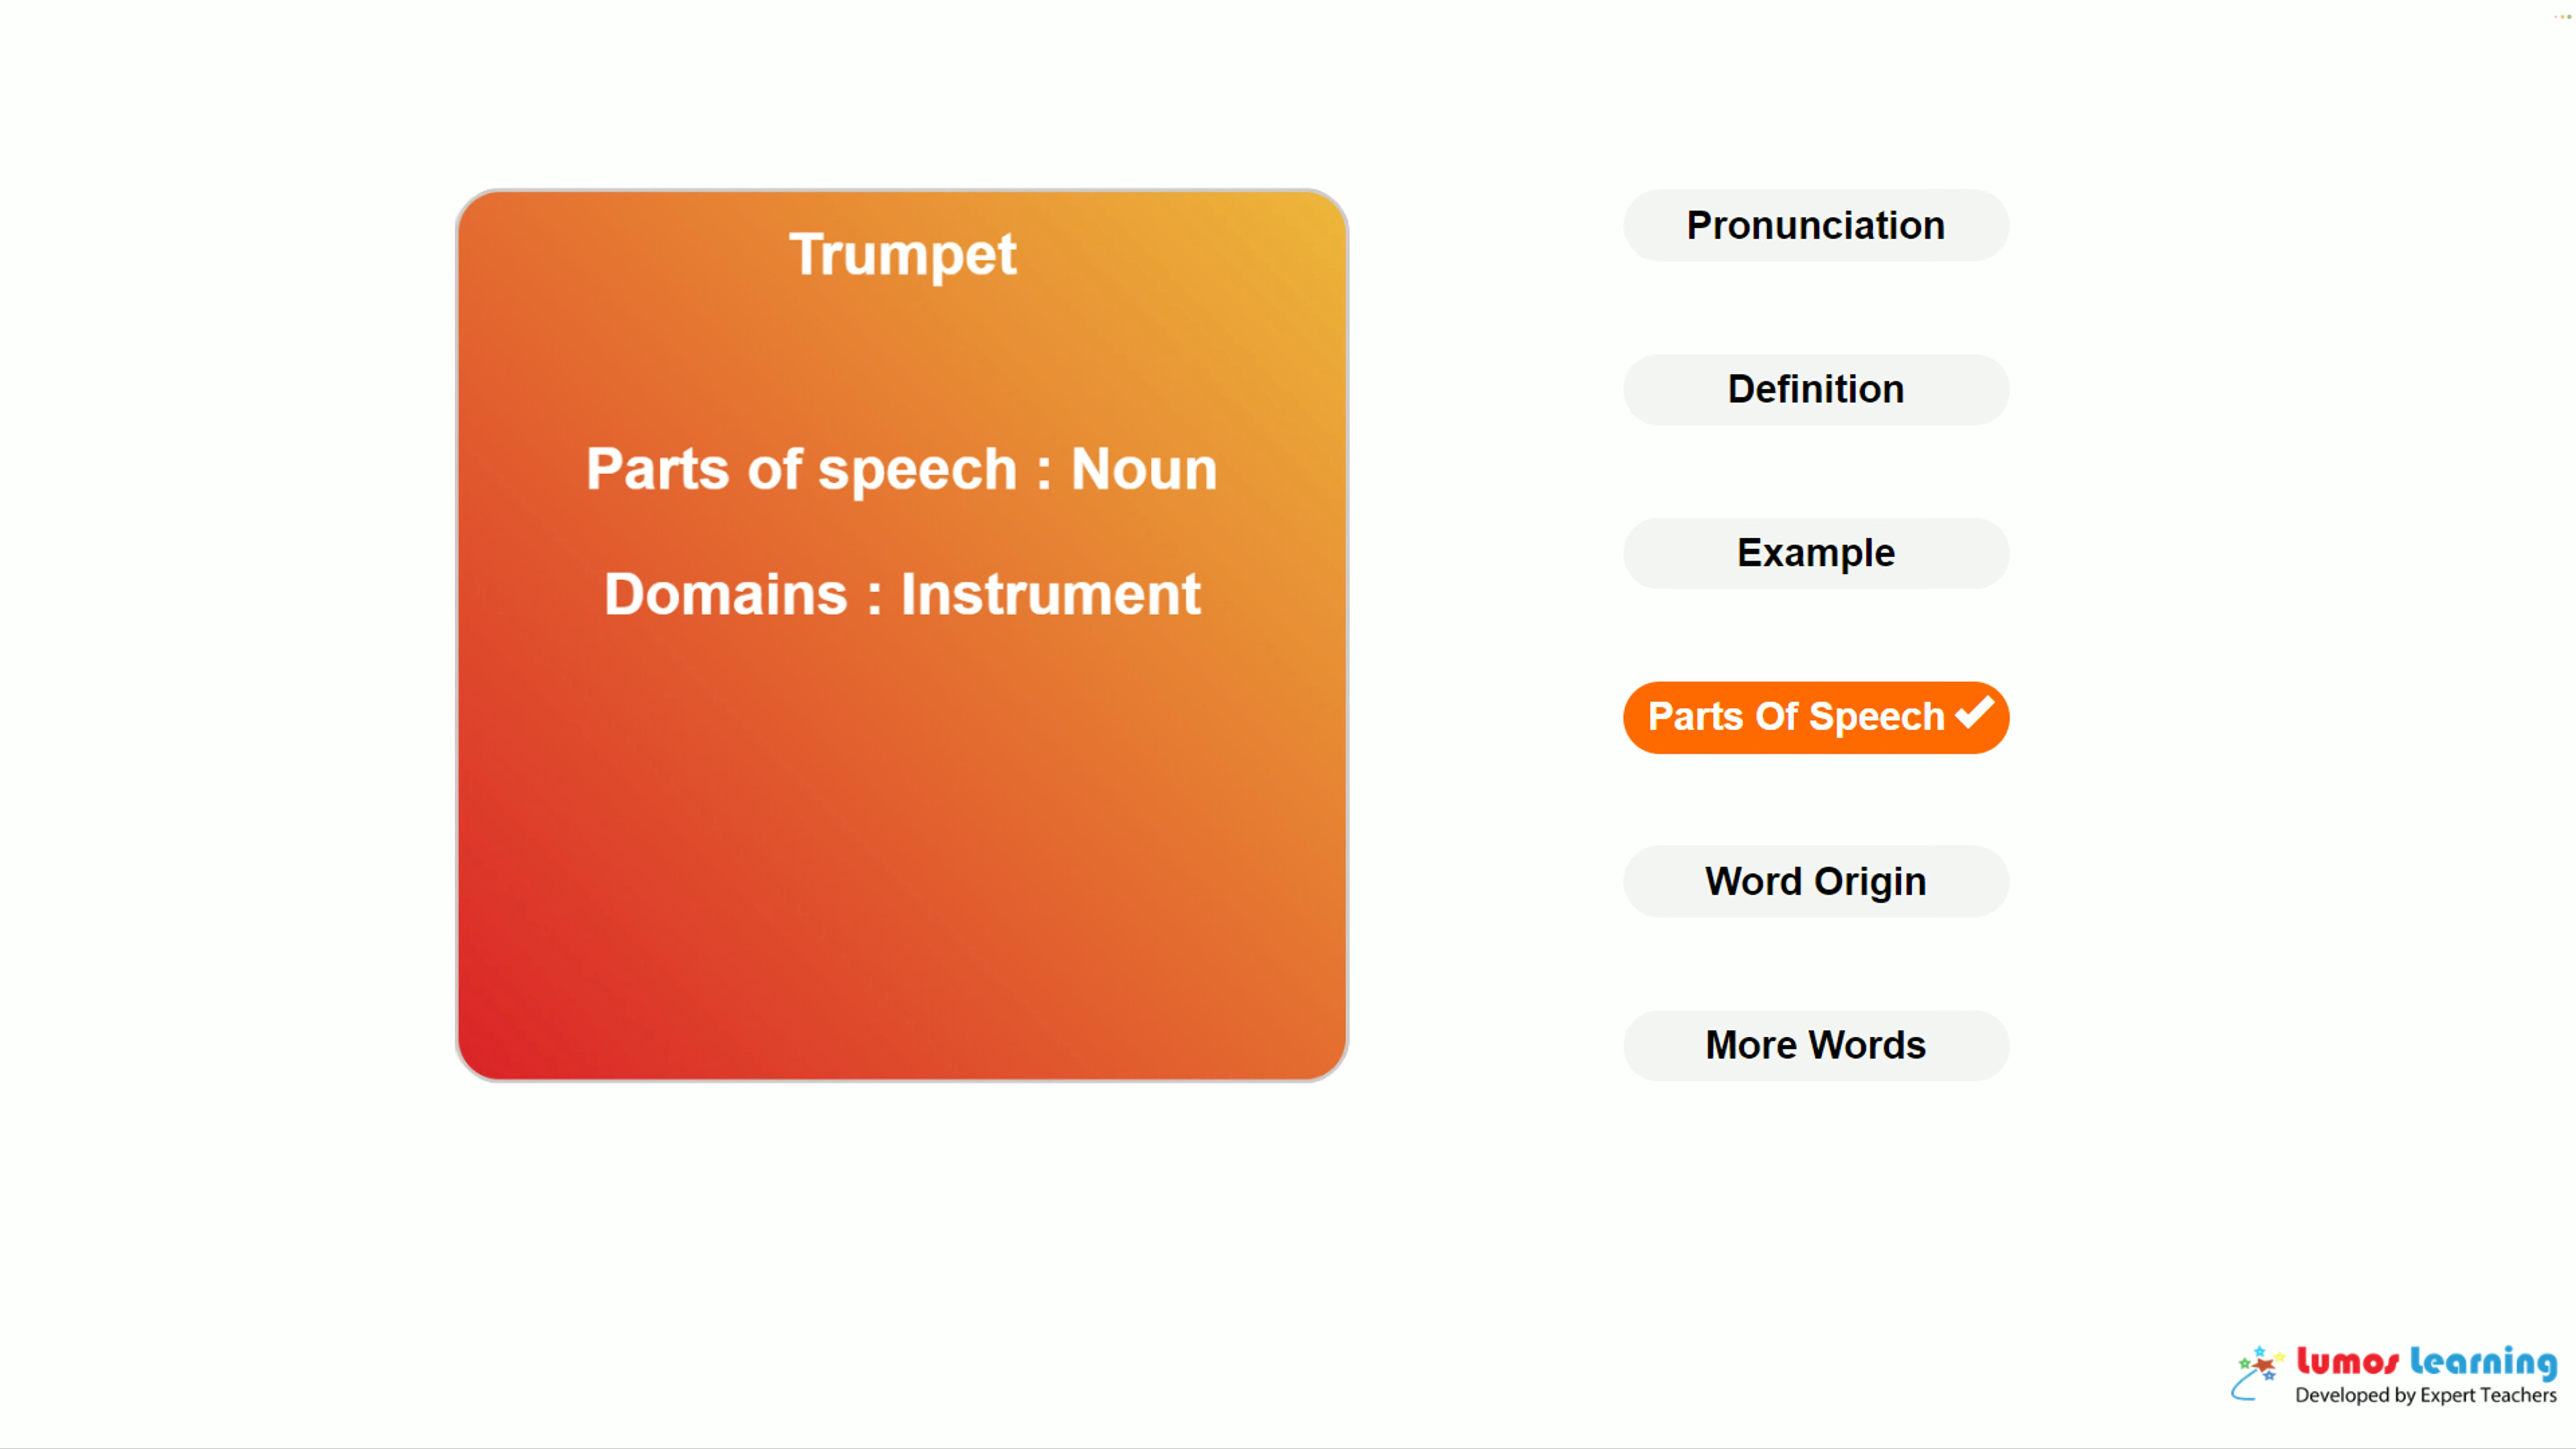 Trumpet
Parts of speech : Noun
Domains : Instrument
Pronunciation
Definition
Example
Parts Of Speech
Word Origin
More Words
Lumos Learning
Developed by Expert Teachers